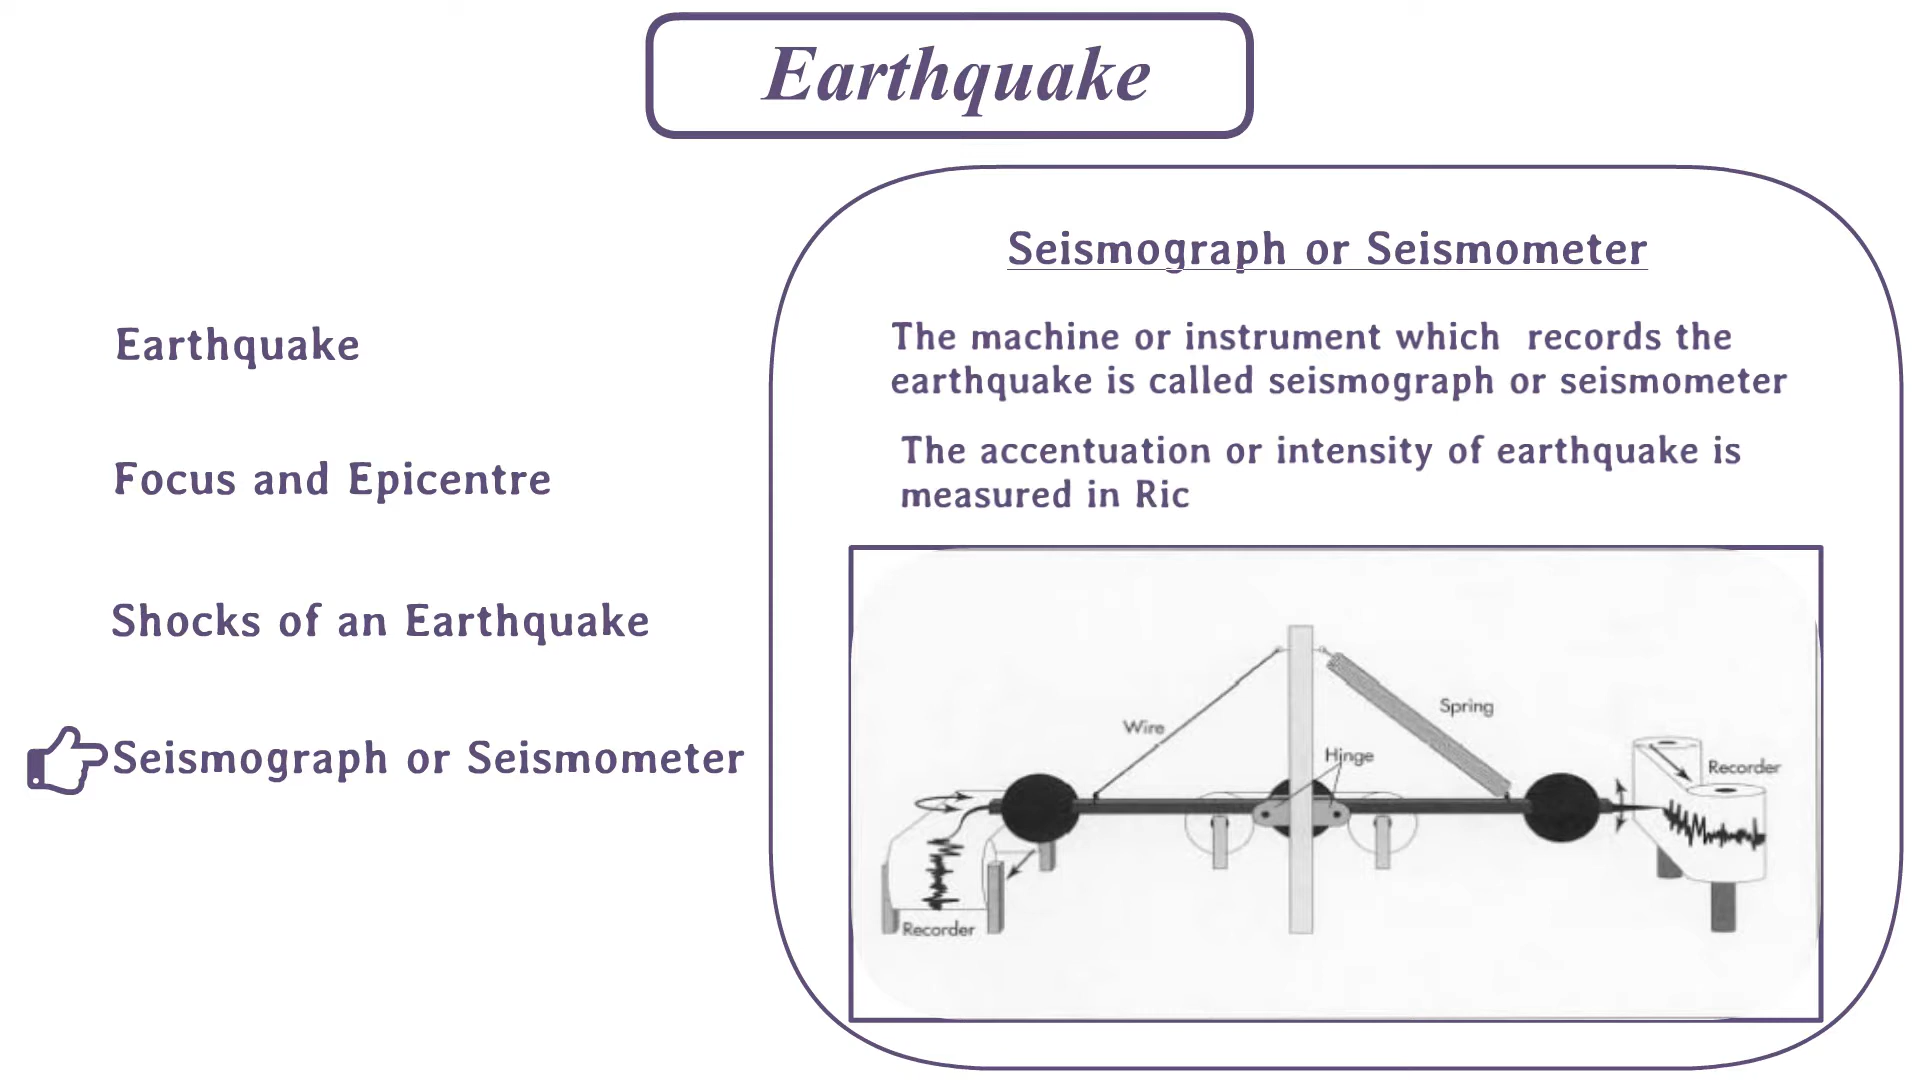 Earthquake
Earthquake
Focus and Epicentre
Shocks of an Earthquake
Seismograph or Seismometer
Seismograph or Seismometer
The machine or instrument which records the
earthquake is called seismograph or seismometer
The accentuation or intensity of earthquake is
measured in Ric
Wire
Spring
Hinge
Recorder
Recorder